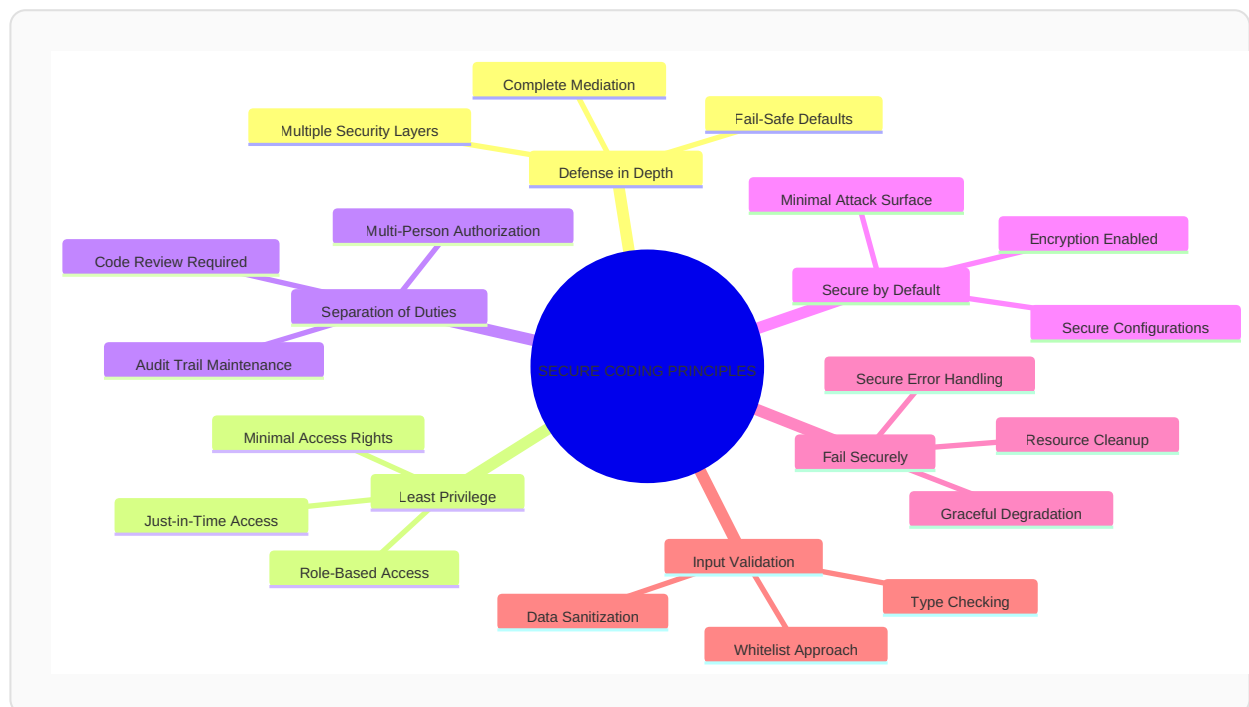 Complete Mediation
Fail-Safe Defaults
Multiple Security Layers
Defense in Depth
Minimal Attack Surface
Multi-Person Authorization
Encryption Enabled
Code Review Required
Secure by Default
Separation of Duties
Secure Configurations
Audit Trail Maintenance
SECURE CODING PRINCIPLES
Secure Error Handling
Minimal Access Rights
Resource Cleanup
Fail Securely
Least Privilege
Graceful Degradation
Just-in-Time Access
Input Validation
Role-Based Access
Type Checking
Data Sanitization
Whitelist Approach